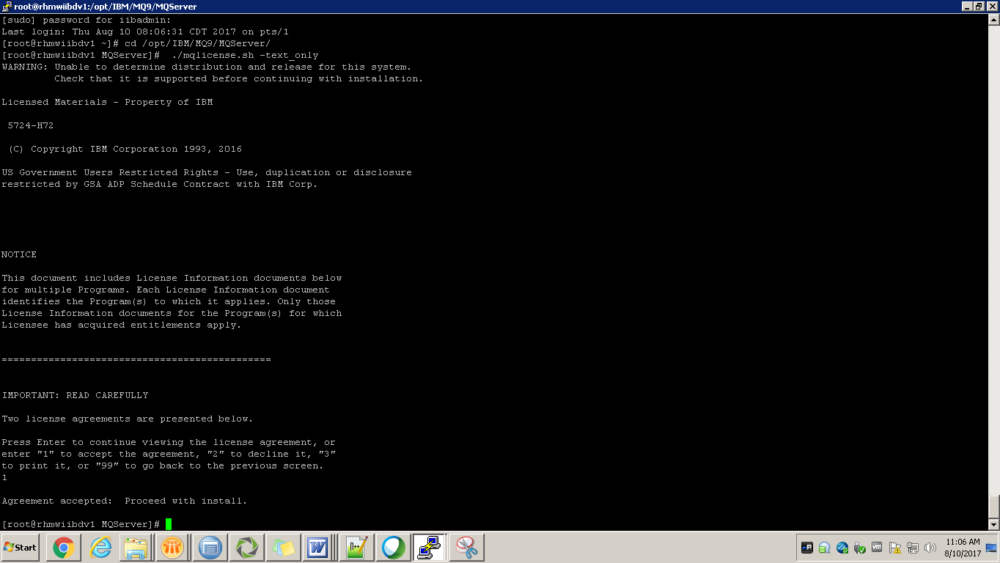 root@rhmwiibdv1:/opt/IBM/MQ9/MQServer
[sudo] password for iibadmin:
Last login: Thu Aug 10 08:06:31 CDT 2017 on pts/1
[root@rhmwiibdv1 ~]# cd /opt/IBM/MQ9/MQServer/
[root@rhmwiibdv1 MQServer]#  ./mqlicense.sh -text_only
WARNING: Unable to determine distribution and release for this system.
         Check that it is supported before continuing with installation.
Licensed Materials - Property of IBM
 5724-H72
 (C) Copyright IBM Corporation 1993, 2016
US Government Users Restricted Rights - Use, duplication or disclosure
restricted by GSA ADP Schedule Contract with IBM Corp.
NOTICE
This document includes License Information documents below
for multiple Programs. Each License Information document
identifies the Program(s) to which it applies. Only those
License Information documents for the Program(s) for which
Licensee has acquired entitlements apply.
==============================================
IMPORTANT: READ CAREFULLY
Two license agreements are presented below.
Press Enter to continue viewing the license agreement, or
enter "1" to accept the agreement, "2" to decline it, "3"
to print it, or "99" to go back to the previous screen.
1
Agreement accepted:  Proceed with install.
[root@rhmwiibdv1 MQServer]#
Start
11:06 AM
8/10/2017